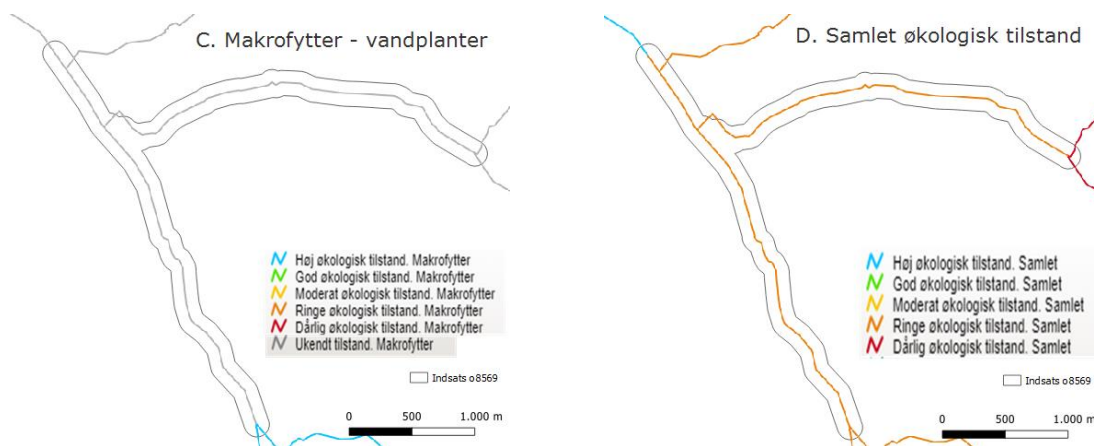 C. Makrofytter - vandplanter
Høj økologisk tilstand. Makrofytter
God økologisk tilstand. Makrofytter
Moderat økologisk tilstand. Makrofytter
Ringe økologisk tilstand. Makrofytter
Dårlig økologisk tilstand. Makrofytter
Ukendt tilstand. Makrofytter
Indsats o8569
0 500 1.000 m
D. Samlet økologisk tilstand
Høj økologisk tilstand. Samlet
God økologisk tilstand. Samlet
Moderat økologisk tilstand. Samlet
Ringe økologisk tilstand. Samlet
Dårlig økologisk tilstand. Samlet
Indsats o8569
0 500 1.000 m